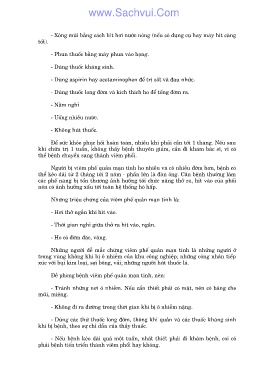 www.Sachvui.Com
- Xông mũi bằng cách hít hơi nước nóng (nếu có dụng cụ hay máy hít càng
tốt).
- Phun thuốc bằng máy phun vào họng.
- Dùng thuốc kháng sinh.
- Dùng aspirin hay acetaminophen để trị sốt và đau nhức.
- Dùng thuốc long đờm và kích thích ho để tống đờm ra.
- Nằm nghỉ
- Uống nhiều nước.
- Không hút thuốc.
Để sức khỏe phục hồi hoàn toàn, nhiều khi phải cần tới 1 tháng. Nếu sau
khi chữa trị 1 tuần, không thấy bệnh thuyên giảm, cần đi khám bác sĩ, vì có
thể bệnh chuyển sang thành viêm phổi.
Người bị viêm phế quản mạn tính ho nhiều và có nhiều đờm hơn, bệnh có
thể kéo dài từ 2 tháng tới 2 năm - phần lớn là đàn ông. Căn bệnh thường làm
các phế nang bị tổn thương ảnh hưởng tới chức năng thở ra, hít vào của phổi
nên có ảnh hưởng xấu tới toàn hệ thống hô hấp.
Những triệu chứng của viêm phế quản mạn tính là:
- Hơi thở ngắn khi hít vào.
- Thời gian nghỉ giữa thở ra hít vào, ngắn.
- Ho có đờm đặc, vàng.
Những người dễ mắc chứng viêm phế quản mạn tính là những người ở
trong vùng không khí bị ô nhiễm của khu công nghiệp; những công nhân tiếp
xúc với bụi kim loại, sợi bông, vải, những người hút thuốc lá.
Để phòng bệnh viêm phế quản mạn tính, nên:
- Tránh những nơi ô nhiễm. Nếu cần thiết phải có mặt, nên có băng che
mũi, miệng.
- Không đi ra đường trong thời gian khí bị ô nhiễm nặng.
- Dùng các thứ thuốc long đờm, thông khí quản và các thuốc kháng sinh
khi bị bệnh, theo sự chỉ dẫn của thầy thuốc.
- Nếu bệnh kéo dài quá một tuần, nhất thiết phải đi khám bệnh, coi có
phải bệnh tiến triển thành viêm phổi hay không.
www.Sachvui.Com